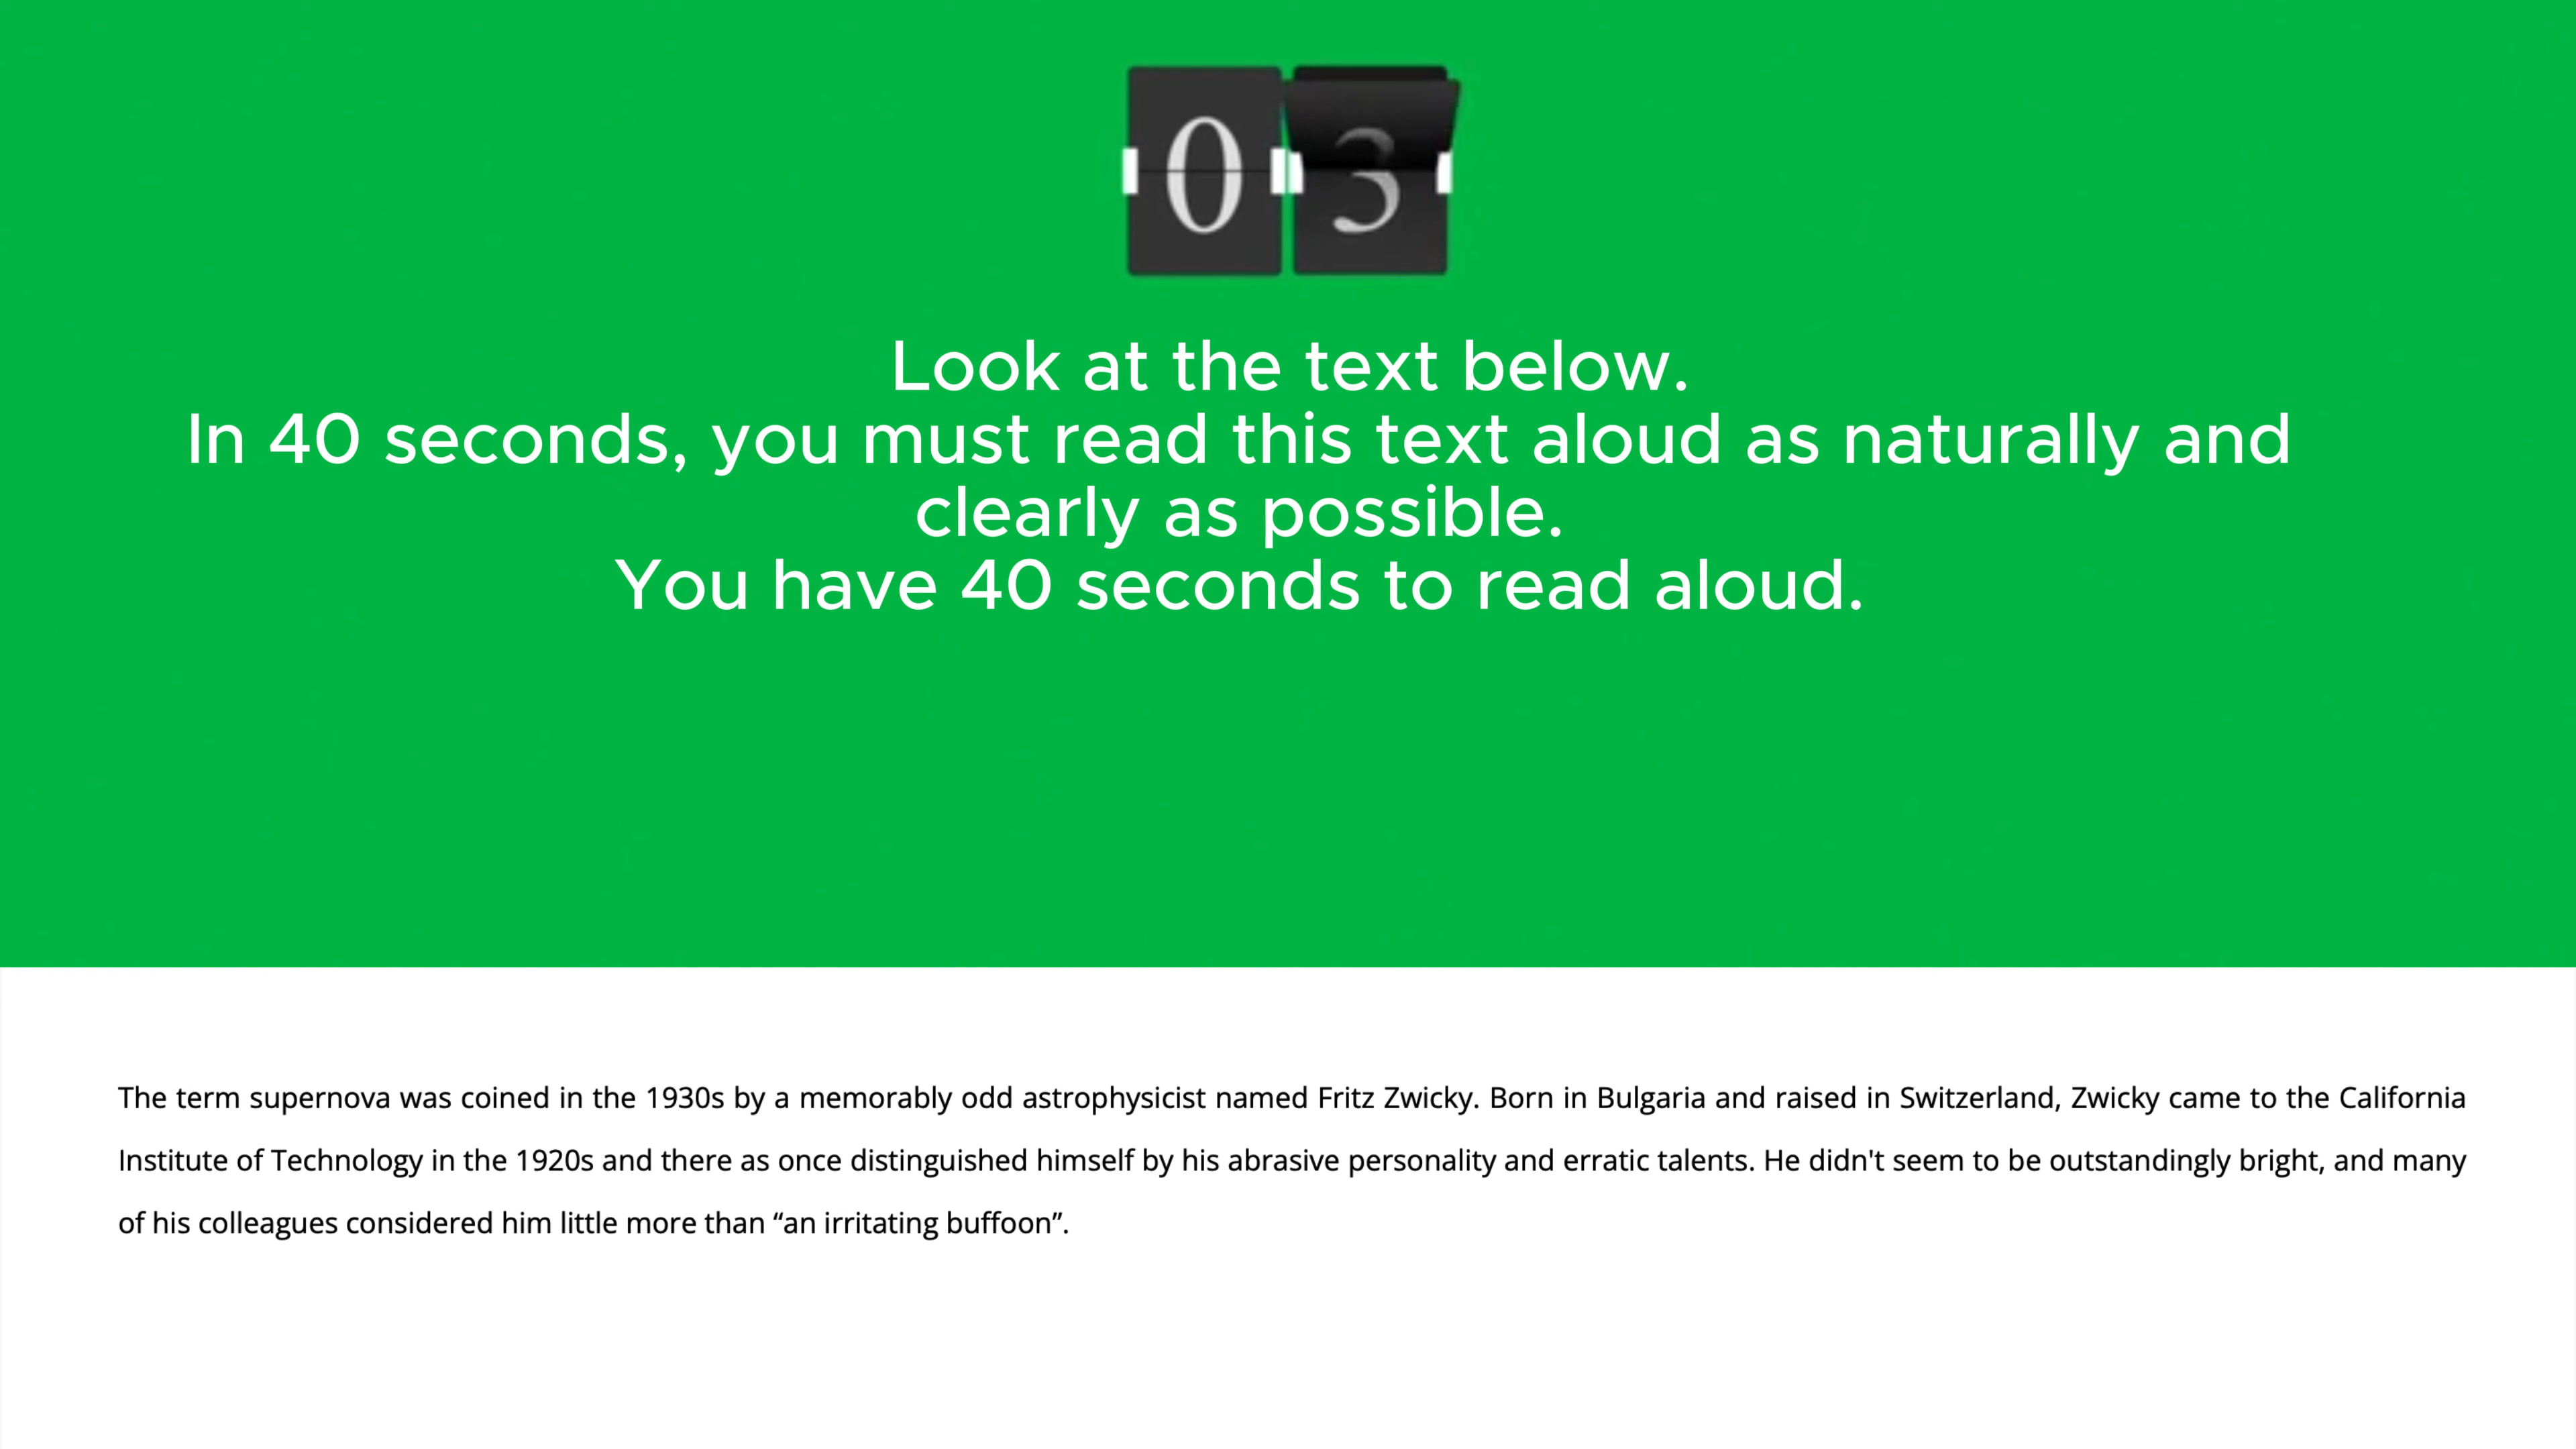 03
Look at the text below.
In 40 seconds, you must read this text aloud as naturally and
clearly as possible.
You have 40 seconds to read aloud.
The term supernova was coined in the 1930s by a memorably odd astrophysicist named Fritz Zwicky. Born in Bulgaria and raised in Switzerland, Zwicky came to the California
Institute of Technology in the 1920s and there as once distinguished himself by his abrasive personality and erratic talents. He didn't seem to be outstandingly bright, and many
of his colleagues considered him little more than “an irritating buffoon”.